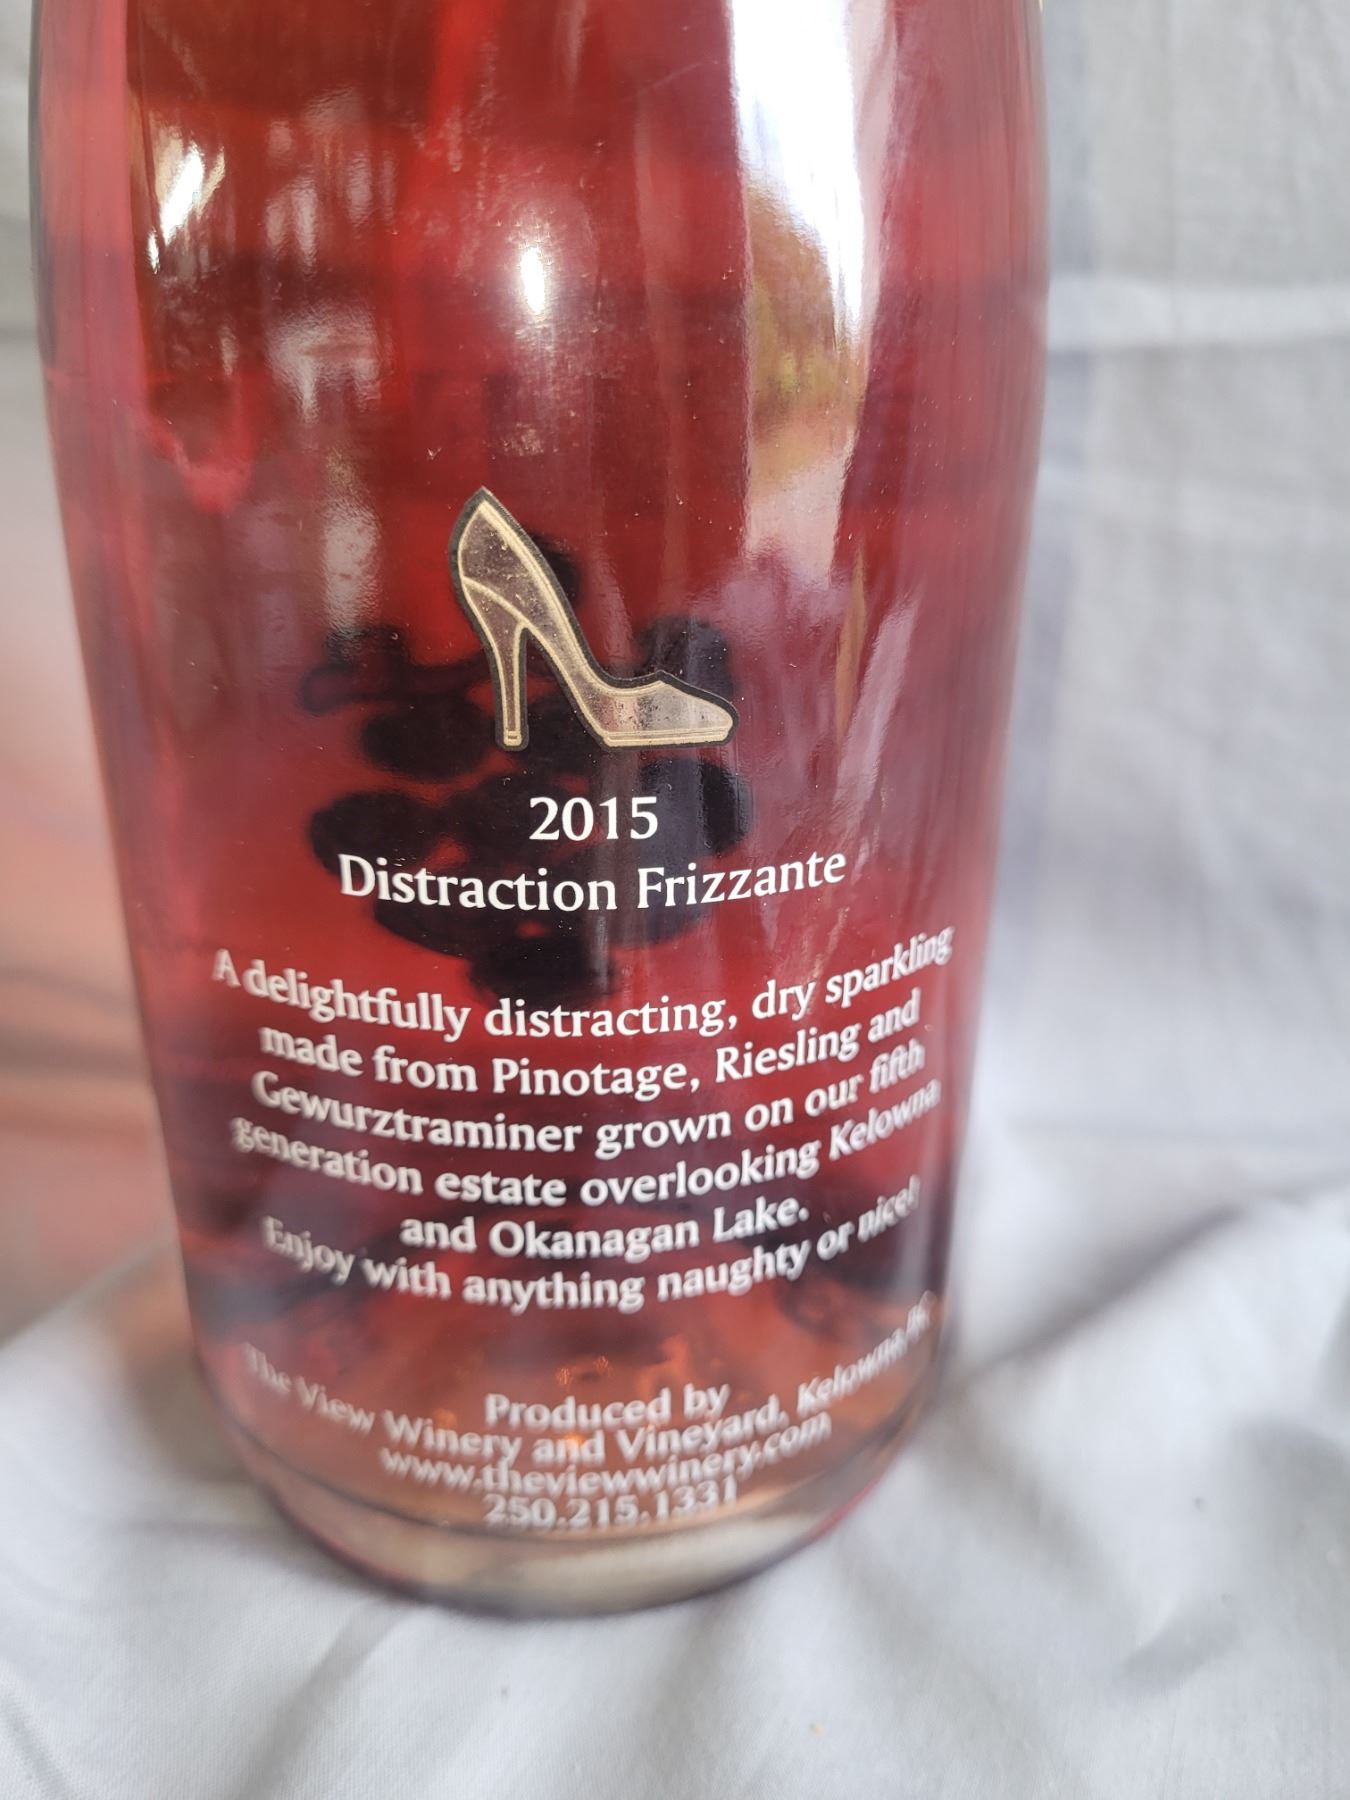 2015
Distraction Frizzante
A delightfully distracting, dry sparkling
made from Pinotage, Riesling and
Gewurztraminer grown on our fifth
generation estate overlooking Kelowna
and Okanagan Lake.
Enjoy with anything naughty or nice!
Produced by
The View Winery and Vineyard, Kelowna, BC
www.theviewwinery.com
250.215.1331